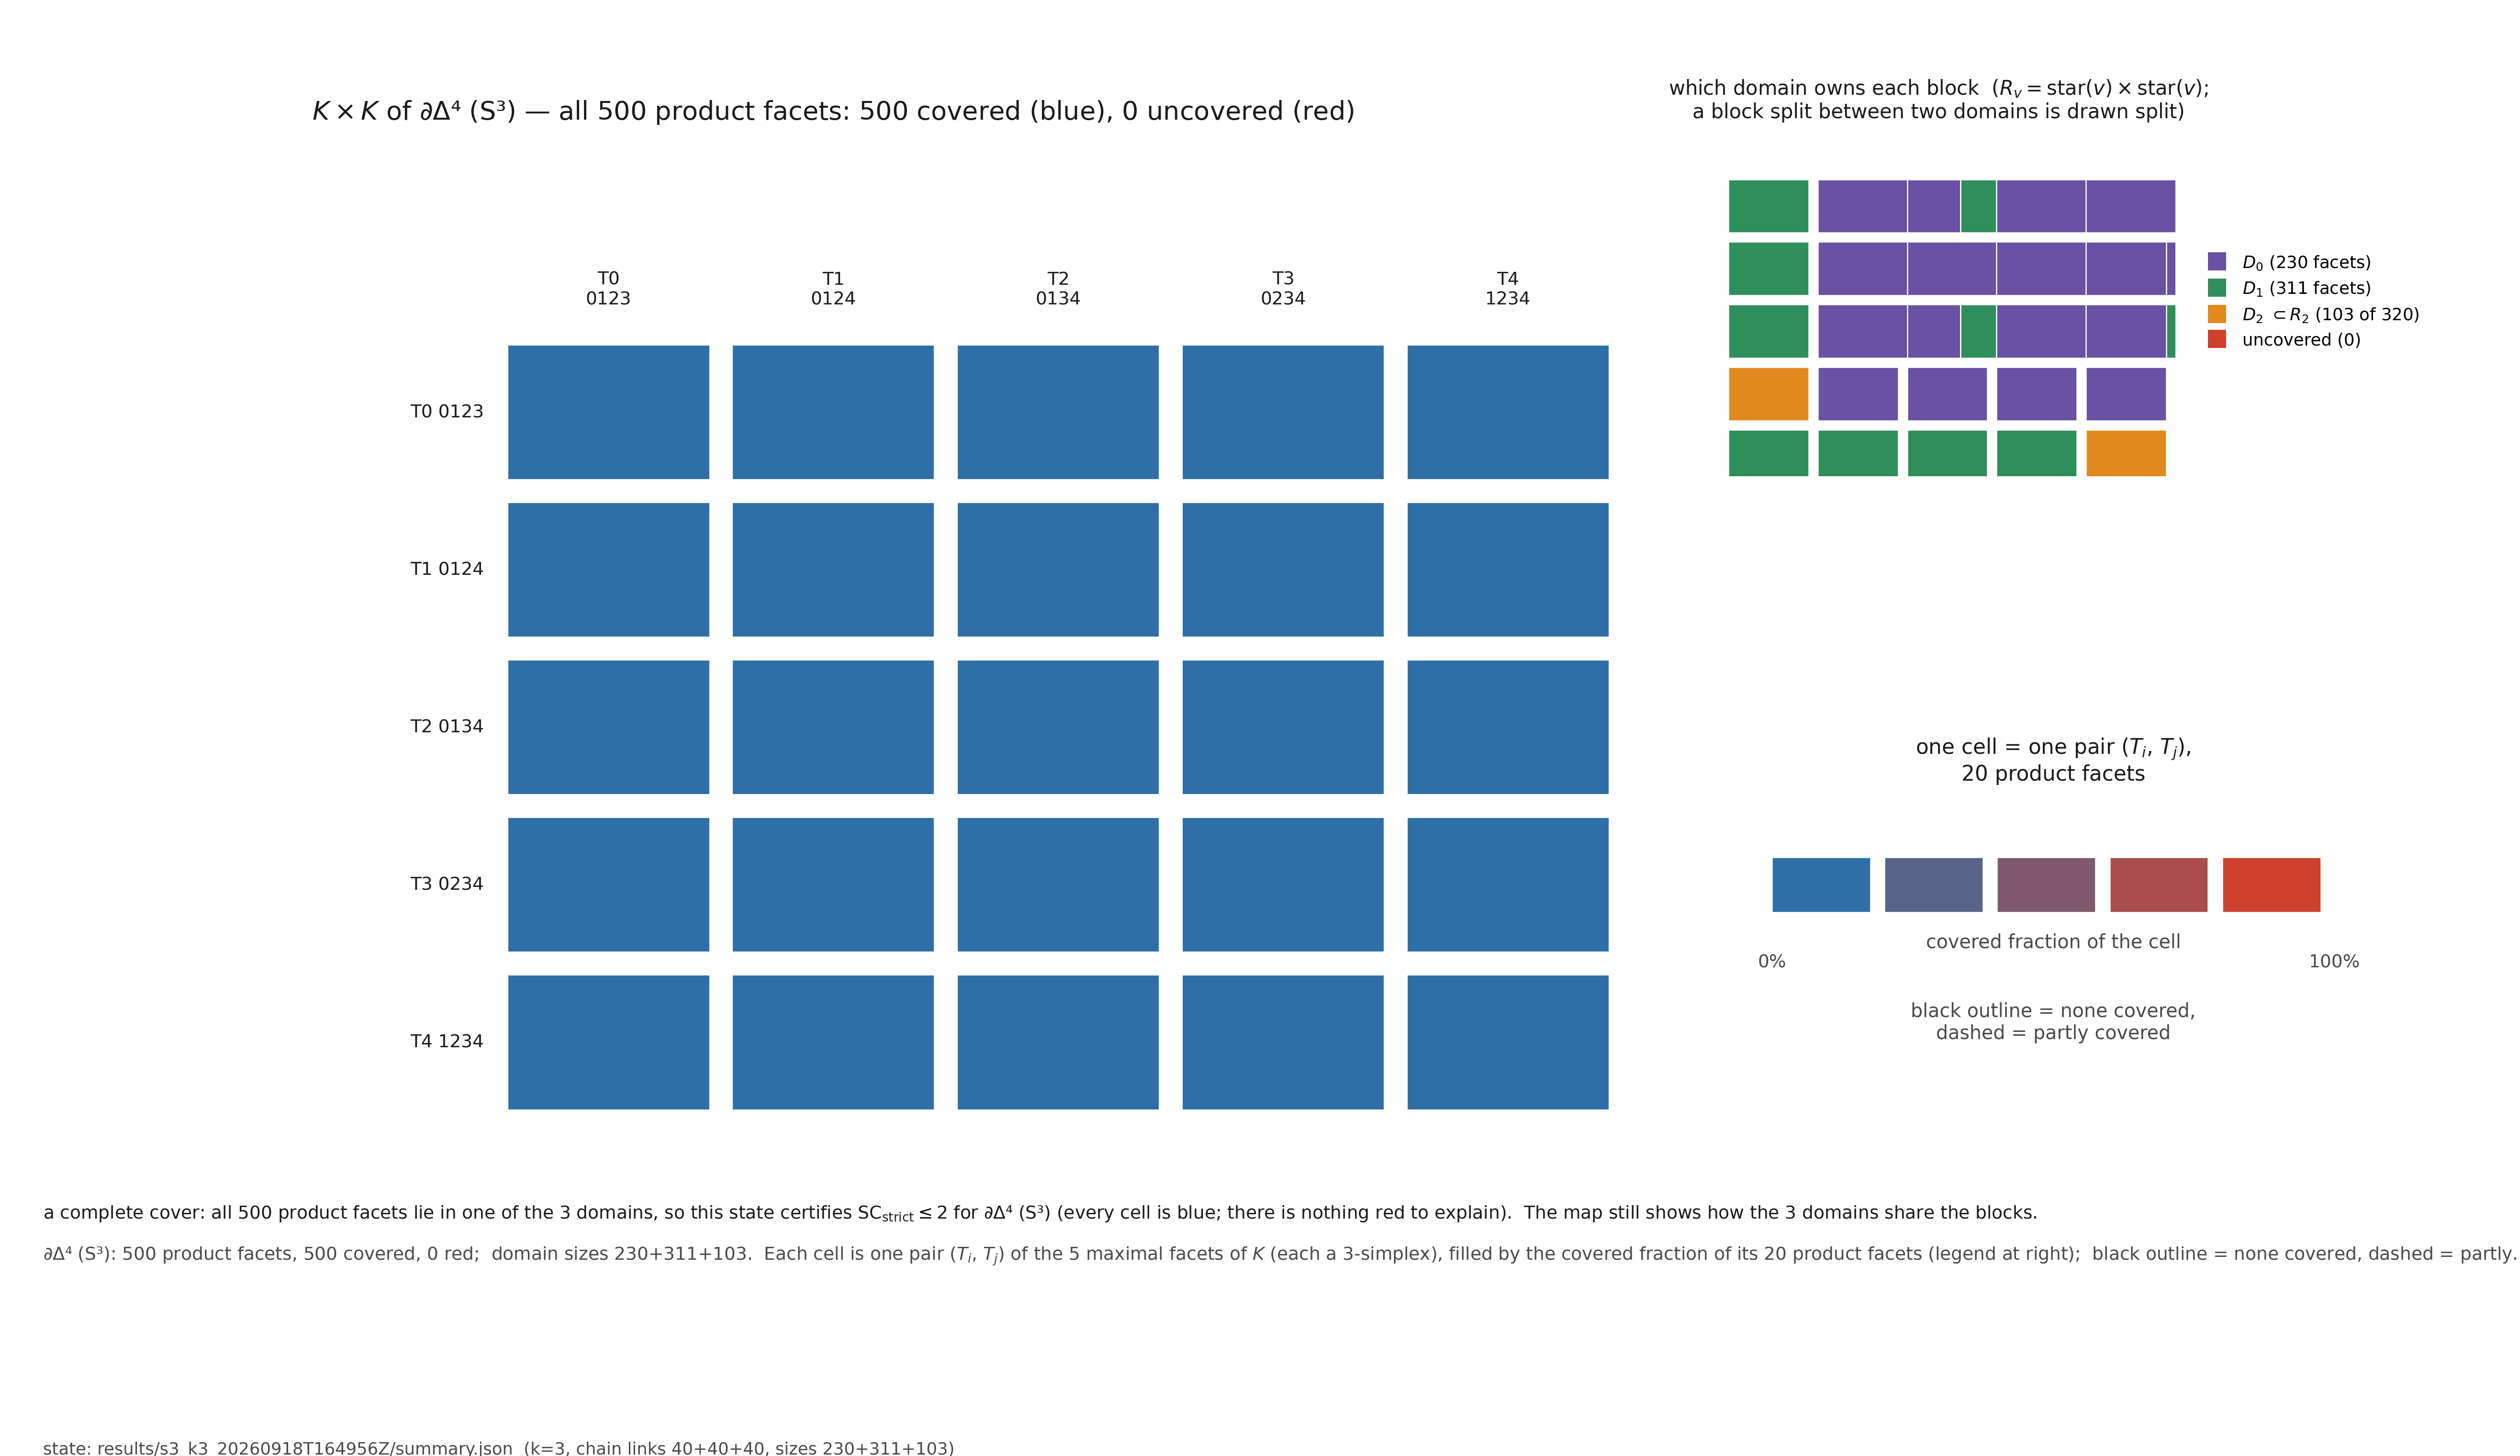 K × K of ∂Δ⁴ (S³) — all 500 product facets: 500 covered (blue), 0 uncovered (red)
which domain owns each block (Rᵥ = star(v) × star(v);
a block split between two domains is drawn split)
T0
0123
T1
0124
T2
0134
T3
0234
T4
1234
T0 0123
T1 0124
T2 0134
T3 0234
T4 1234
D₀ (230 facets)
D₁ (311 facets)
D₂ ⊂ R₂ (103 of 320)
uncovered (0)
one cell = one pair (Tᵢ, Tⱼ),
20 product facets
covered fraction of the cell
0%
100%
black outline = none covered,
dashed = partly covered
a complete cover: all 500 product facets lie in one of the 3 domains, so this state certifies SC_strict ≤ 2 for ∂Δ⁴ (S³) (every cell is blue; there is nothing red to explain). The map still shows how the 3 domains share the blocks.
∂Δ⁴ (S³): 500 product facets, 500 covered, 0 red; domain sizes 230+311+103. Each cell is one pair (Tᵢ, Tⱼ) of the 5 maximal facets of K (each a 3-simplex), filled by the covered fraction of its 20 product facets (legend at right); black outline = none covered, dashed = partly.
state: results/s3_k3_20260918T164956Z/summary.json (k=3, chain links 40+40+40, sizes 230+311+103)